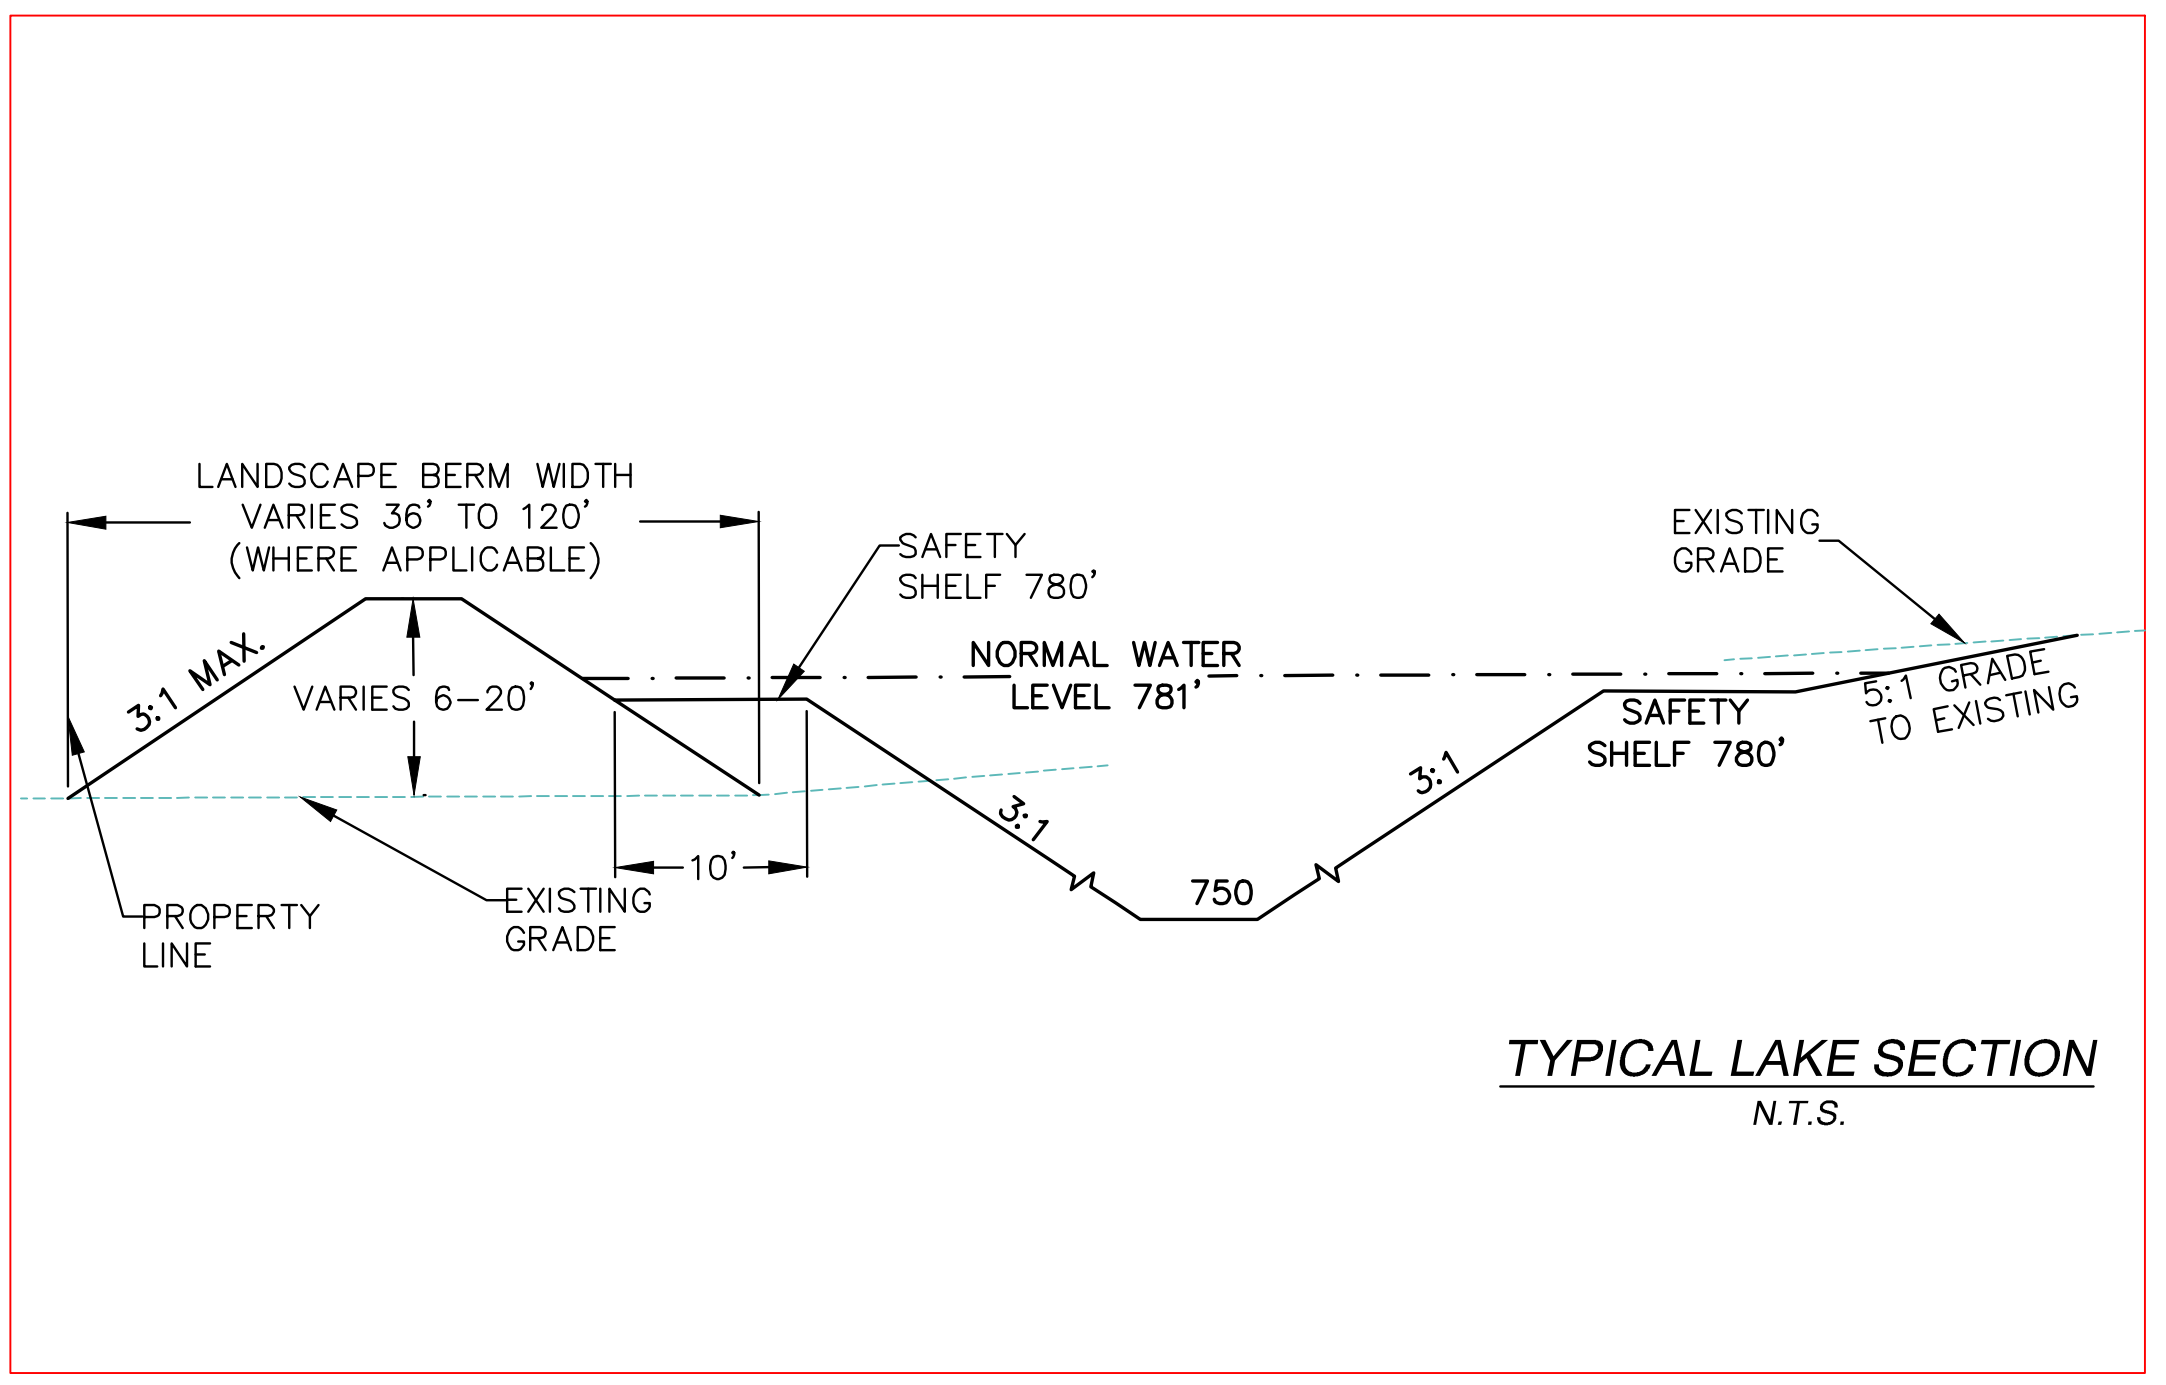 LANDSCAPE BERM WIDTH
VARIES 36' TO 120'
(WHERE APPLICABLE)
SAFETY
SHELF 780'
EXISTING
GRADE
3:1 MAX.
VARIES 6-20'
NORMAL WATER
LEVEL 781'
5:1 GRADE
TO EXISTING
SAFETY
SHELF 780'
3:1
3:1
10'
750
EXISTING
GRADE
PROPERTY
LINE
TYPICAL LAKE SECTION
N.T.S.